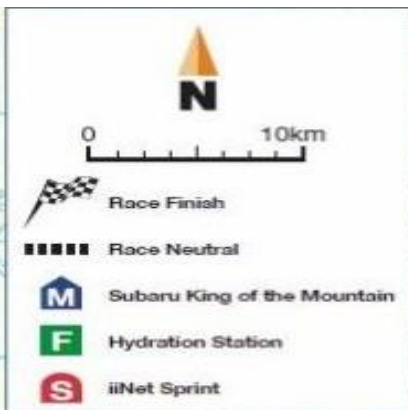 N
0 10km
Race Finish
Race Neutral
M Subaru King of the Mountain
F Hydration Station
S iiNet Sprint